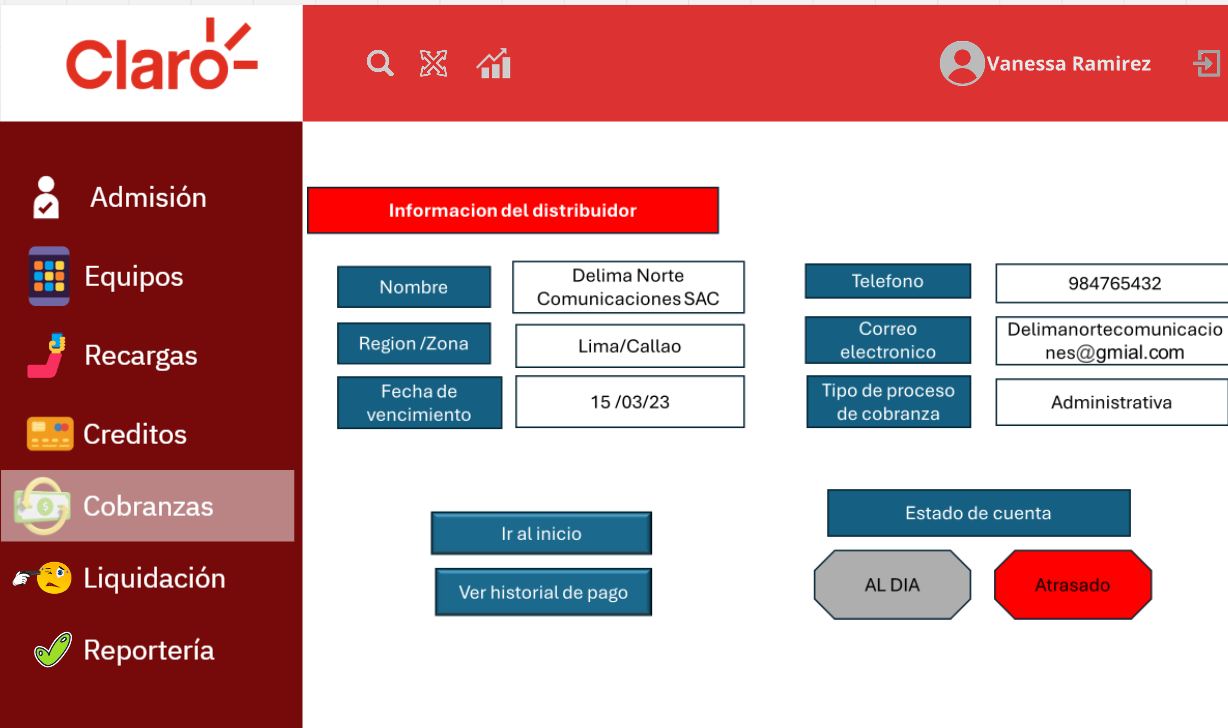 Claro
Vanessa Ramirez
Admisión
Equipos
Recargas
Creditos
Cobranzas
Liquidación
Reportería
Informacion del distribuidor
Nombre
Delima Norte
Comunicaciones SAC
Telefono
984765432
Region /Zona
Lima/Callao
Correo
electronico
Delimanortecomunicacio
nes@gmial.com
Fecha de
vencimiento
15 /03/23
Tipo de proceso
de cobranza
Administrativa
Ir al inicio
Ver historial de pago
Estado de cuenta
AL DIA
Atrasado